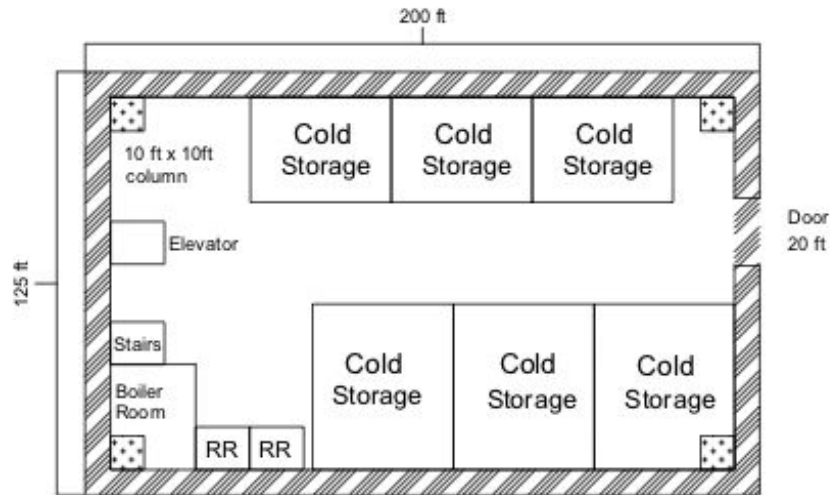 200 ft
Cold
Storage
Cold
Storage
Cold
Storage
10 ft x 10ft
column
Door
20 ft
Elevator
125 ft
Stairs
Cold
Storage
Cold
Storage
Cold
Storage
Boiler
Room
RR
RR